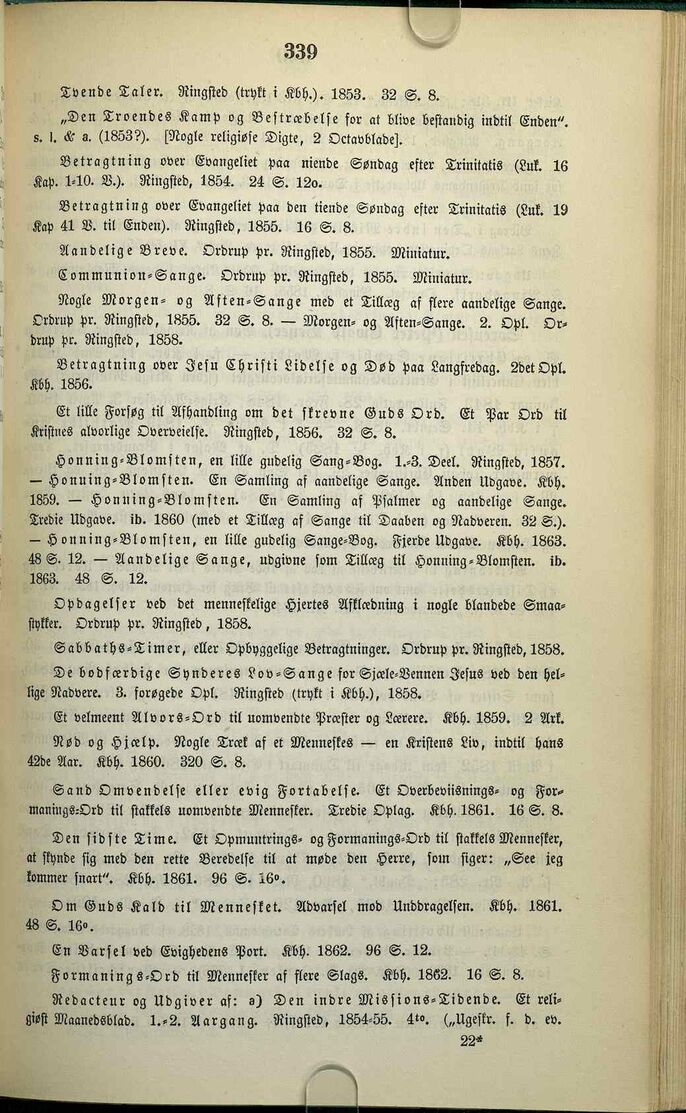 339
Tvende Taler. Ringsted (trykt i Kbh.). 1853. 32 S. 8.
„Den Troendes Kamp og Bestræbelse for at blive bestandig indtil Enden“.
s. l. & a. (1853?). [Nogle religiøse Digte, 2 Octavblade].
Betragtning over Evangeliet paa niende Søndag efter Trinitatis (Luk. 16
Kap. 1-10. V.). Ringsted, 1854. 24 S. 12o.
Betragtning over Evangeliet paa den tiende Søndag efter Trinitatis (Luk. 19
Kap 41 V. til Enden). Ringsted, 1855. 16 S. 8.
Aandelige Breve. Ordrup pr. Ringsted, 1855. Miniatur.
Communion-Sange. Ordrup pr. Ringsted, 1855. Miniatur.
Nogle Morgen- og Aften-Sange med et Tillæg af flere aandelige Sange.
Ordrup pr. Ringsted, 1855. 32 S. 8. — Morgen- og Aften-Sange. 2. Opl. Or-
drup pr. Ringsted, 1858.
Betragtning over Jesu Christi Lidelse og Død paa Langfredag. 2det Opl.
Kbh. 1856.
Et lille Forsøg til Afhandling om det skrevne Guds Ord. Et Par Ord til
Kristnes alvorlige Overveielse. Ringsted, 1856. 32 S. 8.
Honning-Blomsten, en lille gudelig Sang-Bog. 1.-3. Deel. Ringsted, 1857.
— Honning-Blomsten. En Samling af aandelige Sange. Anden Udgave. Kbh.
1859. — Honning-Blomsten. En Samling af Psalmer og aandelige Sange.
Tredie Udgave. ib. 1860 (med et Tillæg af Sange til Daaben og Nadveren. 32 S.).
— Honning-Blomsten, en lille gudelig Sange-Bog. Fjerde Udgave. Kbh. 1863.
48 S. 12. — Aandelige Sange, udgivne som Tillæg til Honning-Blomsten. ib.
1863. 48 S. 12.
Opdagelser ved det menneskelige Hjertes Afklædning i nogle blandede Smaa-
stykker. Ordrup pr. Ringsted, 1858.
Sabbaths-Timer, eller Opbyggelige Betragtninger. Ordrup pr. Ringsted, 1858.
De bodfærdige Synderes Lov-Sange for Sjæle-Vennen Jesus ved den hel-
lige Nadvere. 3. forøgede Opl. Ringsted (trykt i Kbh.), 1858.
Et velmeent Alvors-Ord til uomvendte Præster og Lærere. Kbh. 1859. 2 Ark.
Nød og Hjælp. Nogle Træk af et Menneskes — en Kristens Liv, indtil hans
42de Aar. Kbh. 1860. 320 S. 8.
Sand Omvendelse eller evig Fortabelse. Et Overbeviisnings- og For-
manings-Ord til stakkels uomvendte Mennesker. Tredie Oplag. Kbh. 1861. 16 S. 8.
Den sidste Time. Et Opmuntrings- og Formanings-Ord til stakkels Mennesker,
at skynde sig med den rette Beredelse til at møde den Herre, som siger: „See jeg
kommer snart“. Kbh. 1861. 96 S. 16o.
Om Guds Kald til Mennesket. Advarsel mod Unddragelsen. Kbh. 1861.
48 S. 16o.
En Varsel ved Evighedens Port. Kbh. 1862. 96 S. 12.
Formanings-Ord til Mennesker af flere Slags. Kbh. 1862. 16 S. 8.
Redacteur og Udgiver af: a) Den indre Missions-Tidende. Et reli-
giøst Maanedsblad. 1.-2. Aargang. Ringsted, 1854-55. 4to. („Ugeskr. f. d. ev.
22*